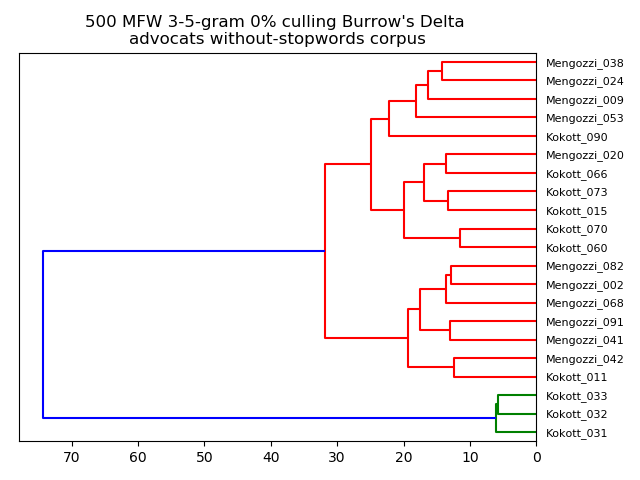 500 MFW 3-5-gram 0% culling Burrow's Delta
advocats without-stopwords corpus
Mengozzi_038
Mengozzi_024
Mengozzi_009
Mengozzi_053
Kokott_090
Mengozzi_020
Kokott_066
Kokott_073
Kokott_015
Kokott_070
Kokott_060
Mengozzi_082
Mengozzi_002
Mengozzi_068
Mengozzi_091
Mengozzi_041
Mengozzi_042
Kokott_011
Kokott_033
Kokott_032
Kokott_031
70 60 50 40 30 20 10 0